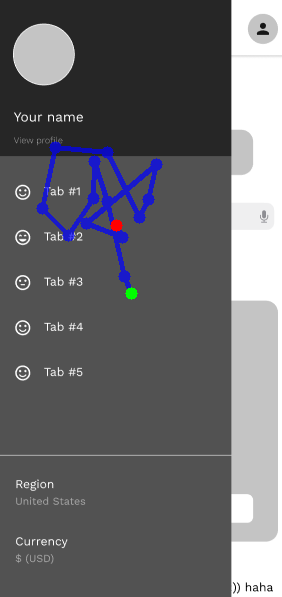 Your name
View profile
Tab #1
Tab #2
Tab #3
Tab #4
Tab #5
Region
United States
Currency
$ (USD)
)) haha